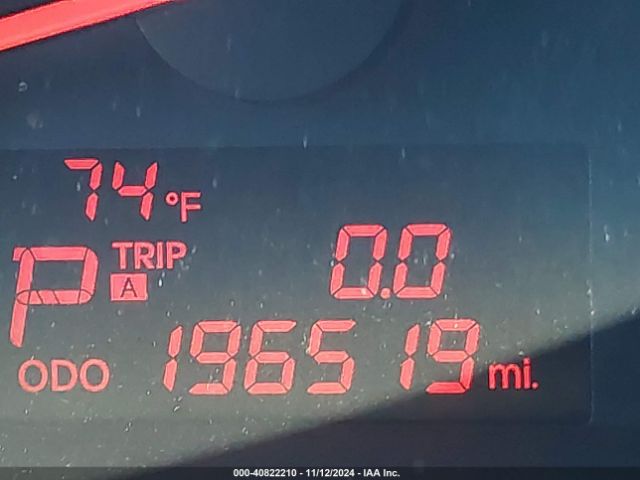 74°F
P TRIP A 0.0
ODO 196519 mi.
000-40822210 - 11/12/2024 - IAA Inc.